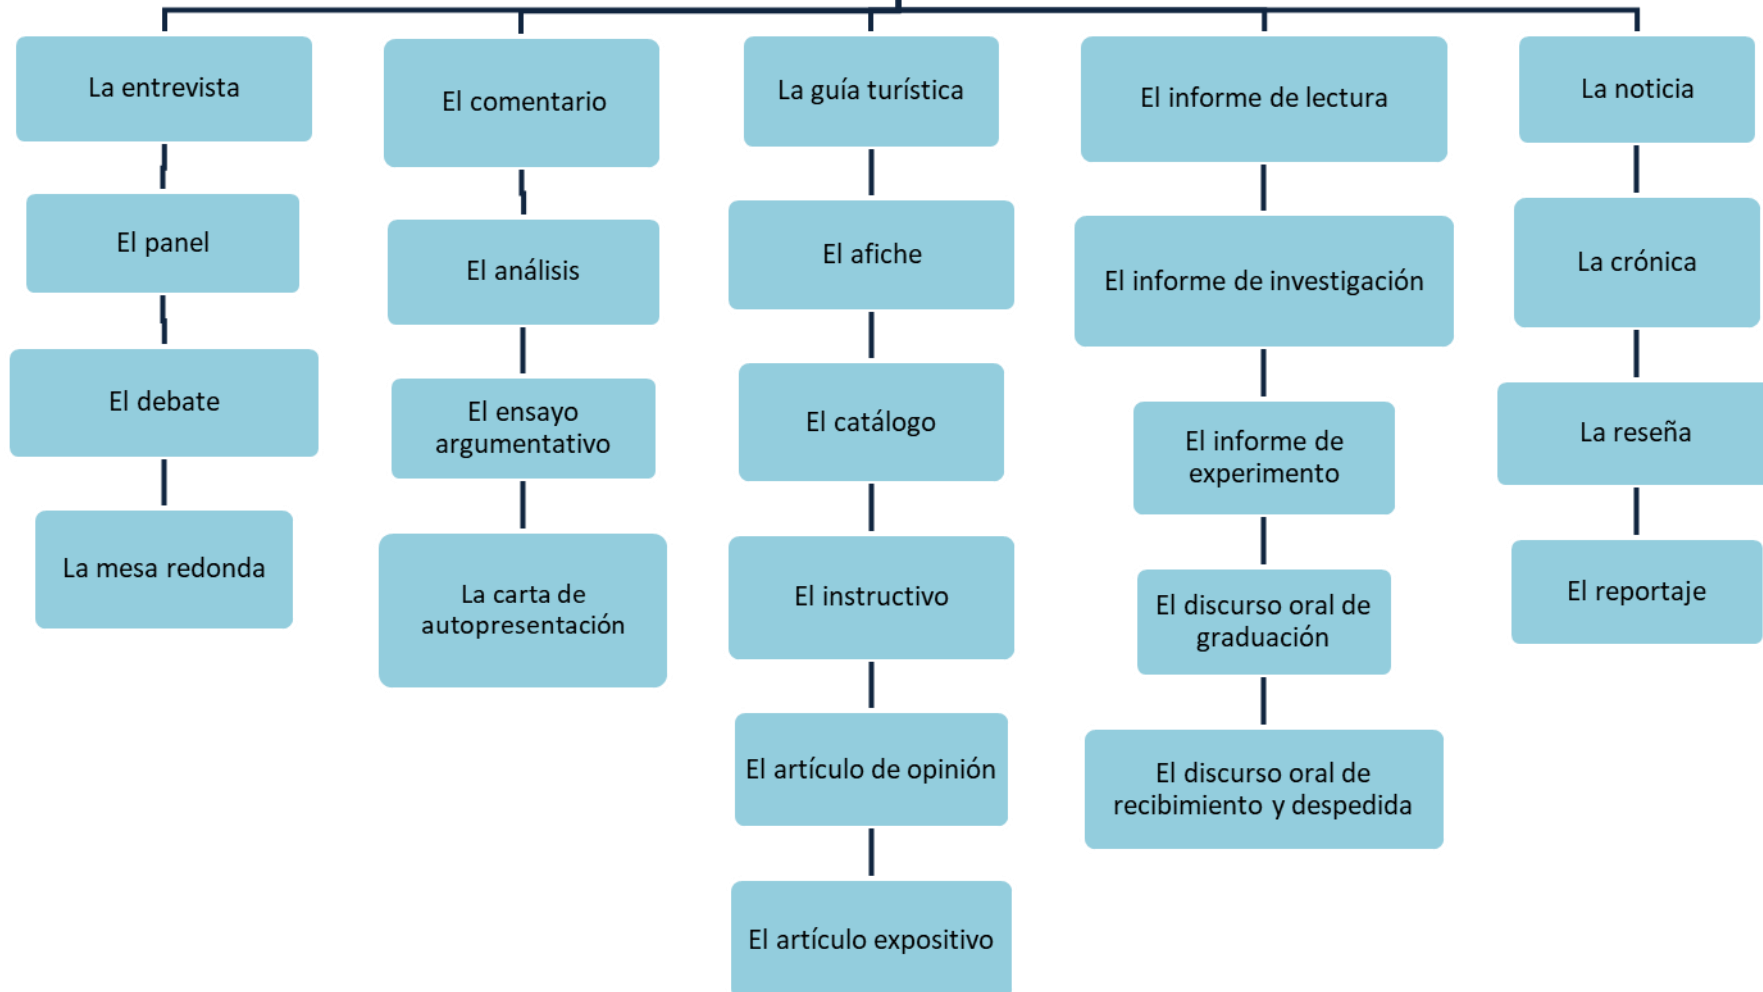 La entrevista
El panel
El debate
La mesa redonda
El comentario
El análisis
El ensayo
argumentativo
La carta de
autopresentación
La guía turística
El afiche
El catálogo
El instructivo
El artículo de opinión
El artículo expositivo
El informe de lectura
El informe de investigación
El informe de
experimento
El discurso oral de
graduación
El discurso oral de
recibimiento y despedida
La noticia
La crónica
La reseña
El reportaje